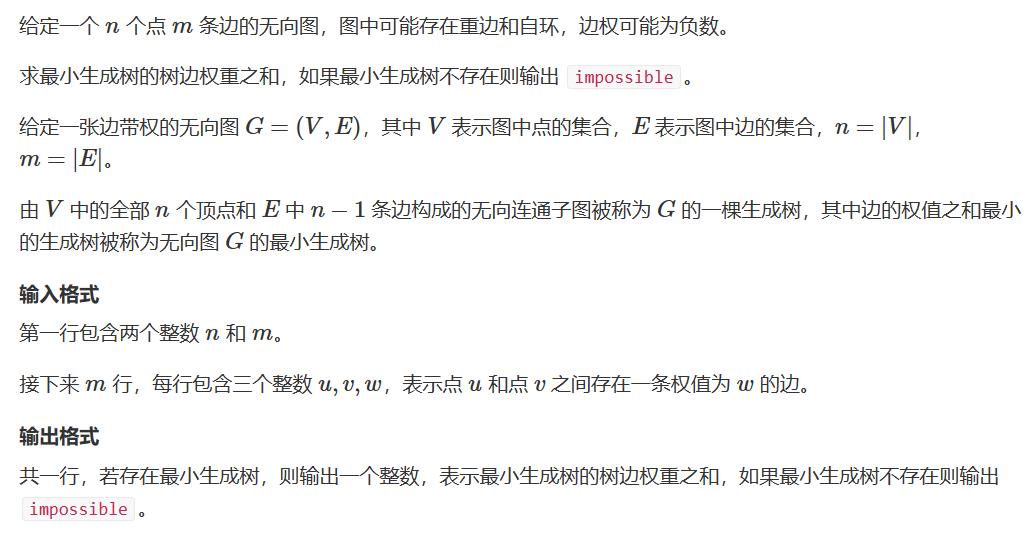 给定一个 n 个点 m 条边的无向图，图中可能存在重边和自环，边权可能为负数。
求最小生成树的树边权重之和，如果最小生成树不存在则输出 impossible 。
给定一张边带权的无向图 G = (V, E)，其中 V 表示图中点的集合，E 表示图中边的集合，n = |V|，
m = |E|。
由 V 中的全部 n 个顶点和 E 中 n − 1 条边构成的无向连通子图被称为 G 的一棵生成树，其中边的权值之和最小
的生成树被称为无向图 G 的最小生成树。
输入格式
第一行包含两个整数 n 和 m。
接下来 m 行，每行包含三个整数 u, v, w，表示点 u 和点 v 之间存在一条权值为 w 的边。
输出格式
共一行，若存在最小生成树，则输出一个整数，表示最小生成树的树边权重之和，如果最小生成树不存在则输出
impossible 。